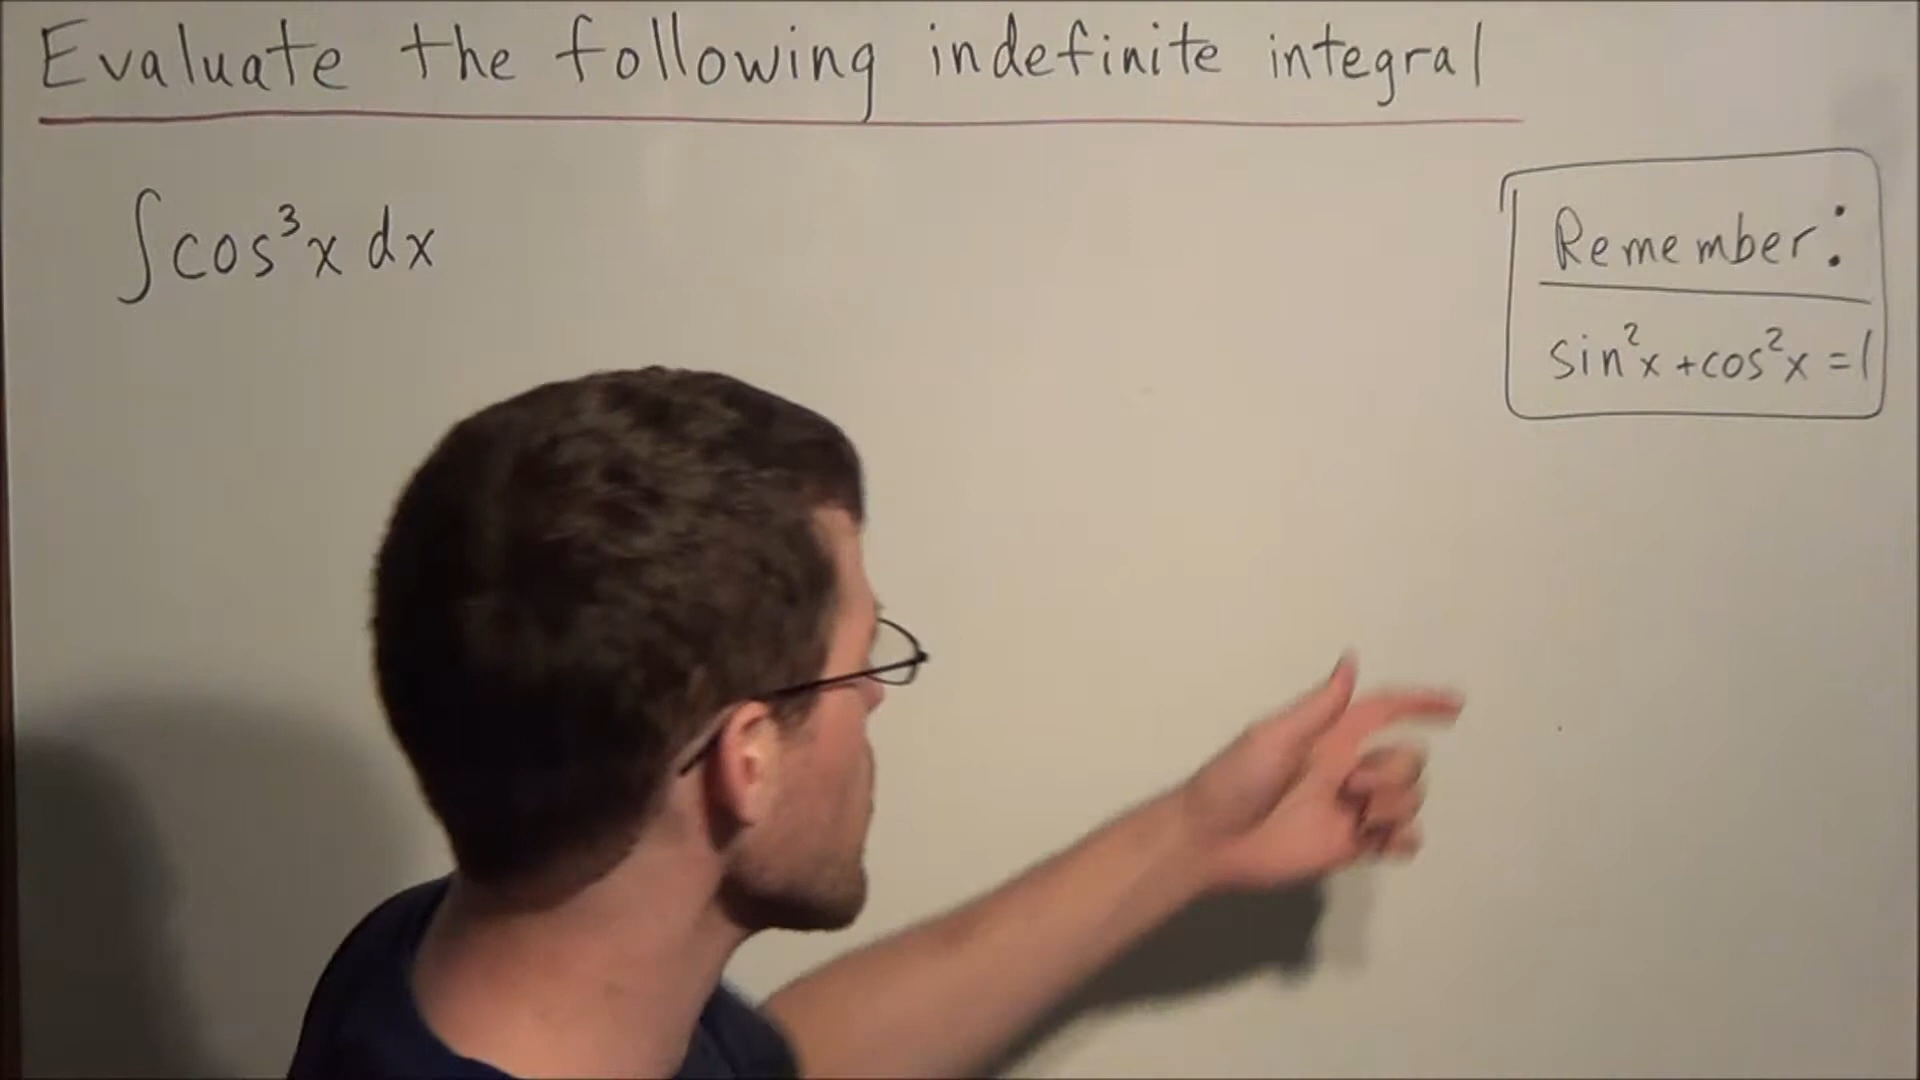 Evaluate the following indefinite integral
∫cos³x dx
Remember:
sin²x + cos²x = 1